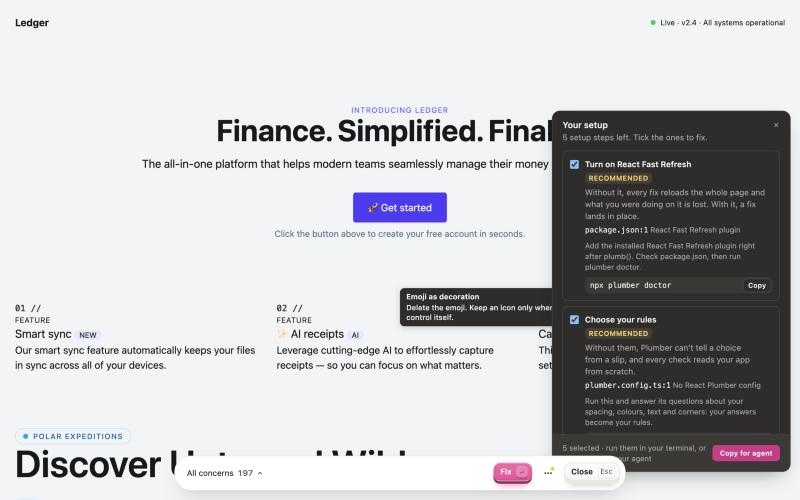 Ledger
Live · v2.4 · All systems operational
INTRODUCING LEDGER
Finance. Simplified. Final
The all-in-one platform that helps modern teams seamlessly manage their money
🚀 Get started
Click the button above to create your free account in seconds.
01 //
FEATURE
Smart sync NEW
Our smart sync feature automatically keeps your files
in sync across all of your devices.
02 //
FEATURE
✨ AI receipts AI
Leverage cutting-edge AI to effortlessly capture
receipts — so you can focus on what matters.
Emoji as decoration
Delete the emoji. Keep an icon only when
control itself.
Ca
Thi
set
POLAR EXPEDITIONS
Discover
Your setup ×
5 setup steps left. Tick the ones to fix.
Turn on React Fast Refresh
RECOMMENDED
Without it, every fix reloads the whole page and
what you were doing on it is lost. With it, a fix
lands in place.
package.json:1 React Fast Refresh plugin
Add the installed React Fast Refresh plugin right
after plumb(). Check package.json, then run
plumber doctor.
npx plumber doctor Copy
Choose your rules
RECOMMENDED
Without them, Plumber can't tell a choice
from a slip, and every check reads your app
from scratch.
plumber.config.ts:1 No React Plumber config
Run this and answer its questions about your
spacing, colours, text and corners: your answers
become your rules.
5 selected · run them in your terminal, or
your agent
Copy for agent
All concerns 197
Fix
Close Esc